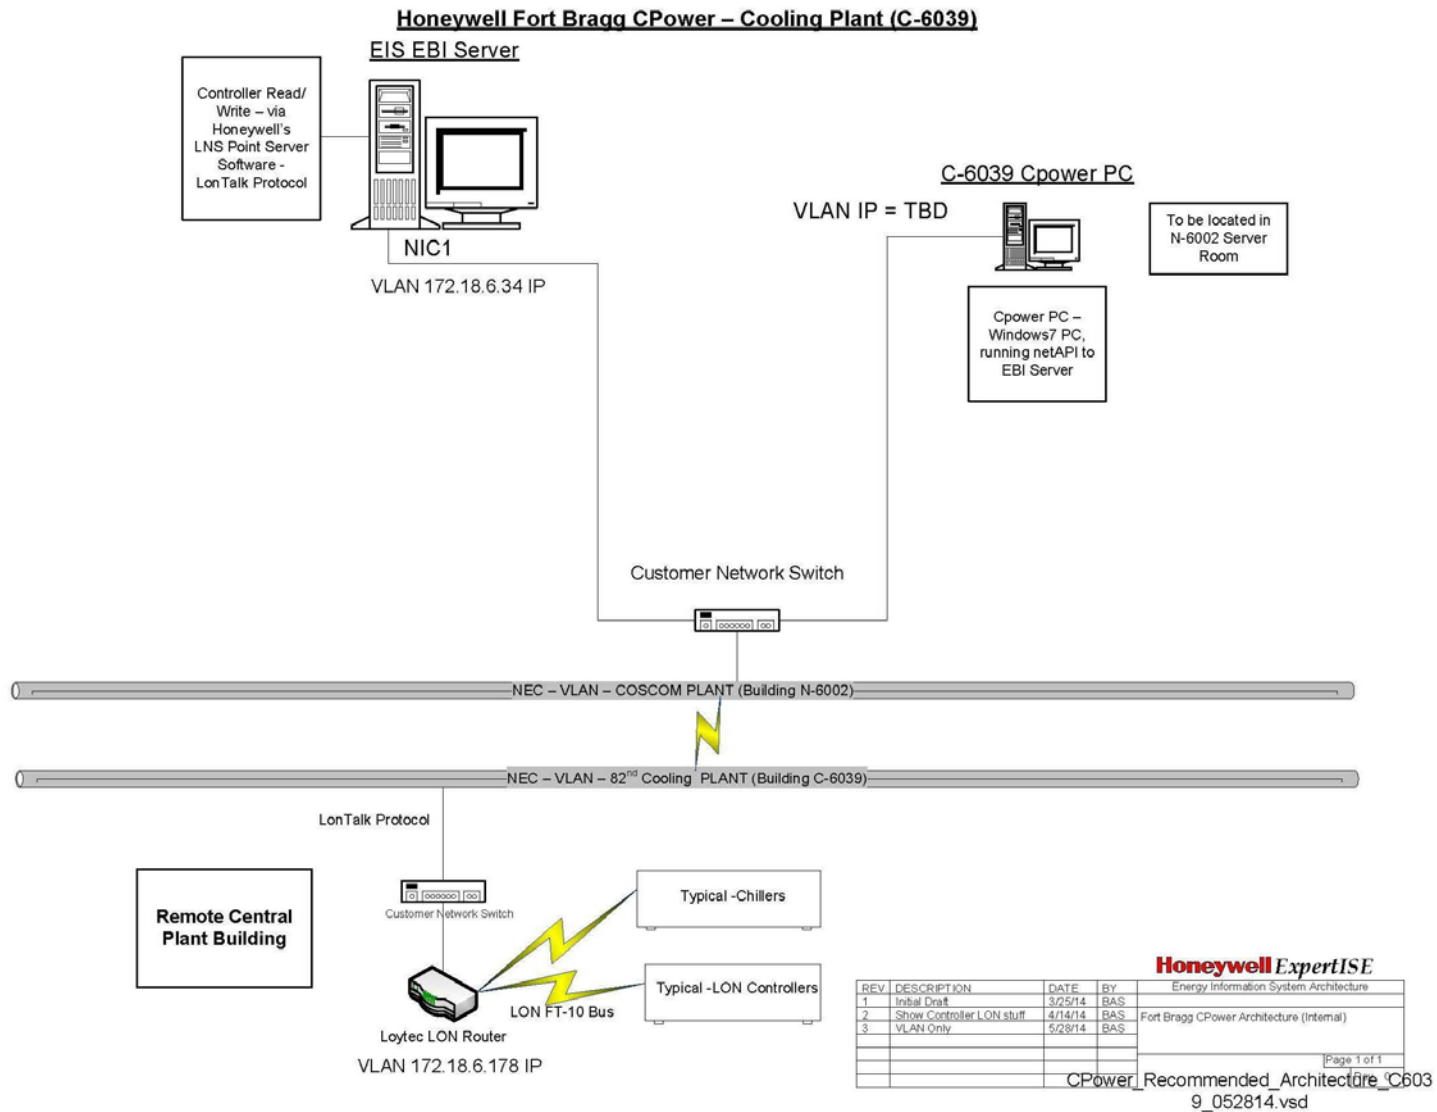 Honeywell Fort Bragg CPower – Cooling Plant (C-6039)
EIS EBI Server
Controller Read/
Write – via
Honeywell's
LNS Point Server
Software -
LonTalk Protocol
NIC1
VLAN 172.18.6.34 IP
C-6039 Cpower PC
VLAN IP = TBD
To be located in
N-6002 Server
Room
Cpower PC –
Windows7 PC,
running netAPI to
EBI Server
Customer Network Switch
NEC – VLAN – COSCOM PLANT (Building N-6002)
NEC – VLAN – 82nd Cooling PLANT (Building C-6039)
LonTalk Protocol
Remote Central
Plant Building
Customer Network Switch
Typical -Chillers
Typical -LON Controllers
LON FT-10 Bus
Loytec LON Router
VLAN 172.18.6.178 IP
Honeywell ExpertISE
REV DESCRIPTION DATE BY
1 Initial Draft 3/25/14 BAS
2 Show Controller LON stuff 4/14/14 BAS
3 VLAN Only 5/28/14 BAS
Energy Information System Architecture
Fort Bragg CPower Architecture (Internal)
Page 1 of 1
CPower_Recommended_Architecture_C603
9_052814.vsd